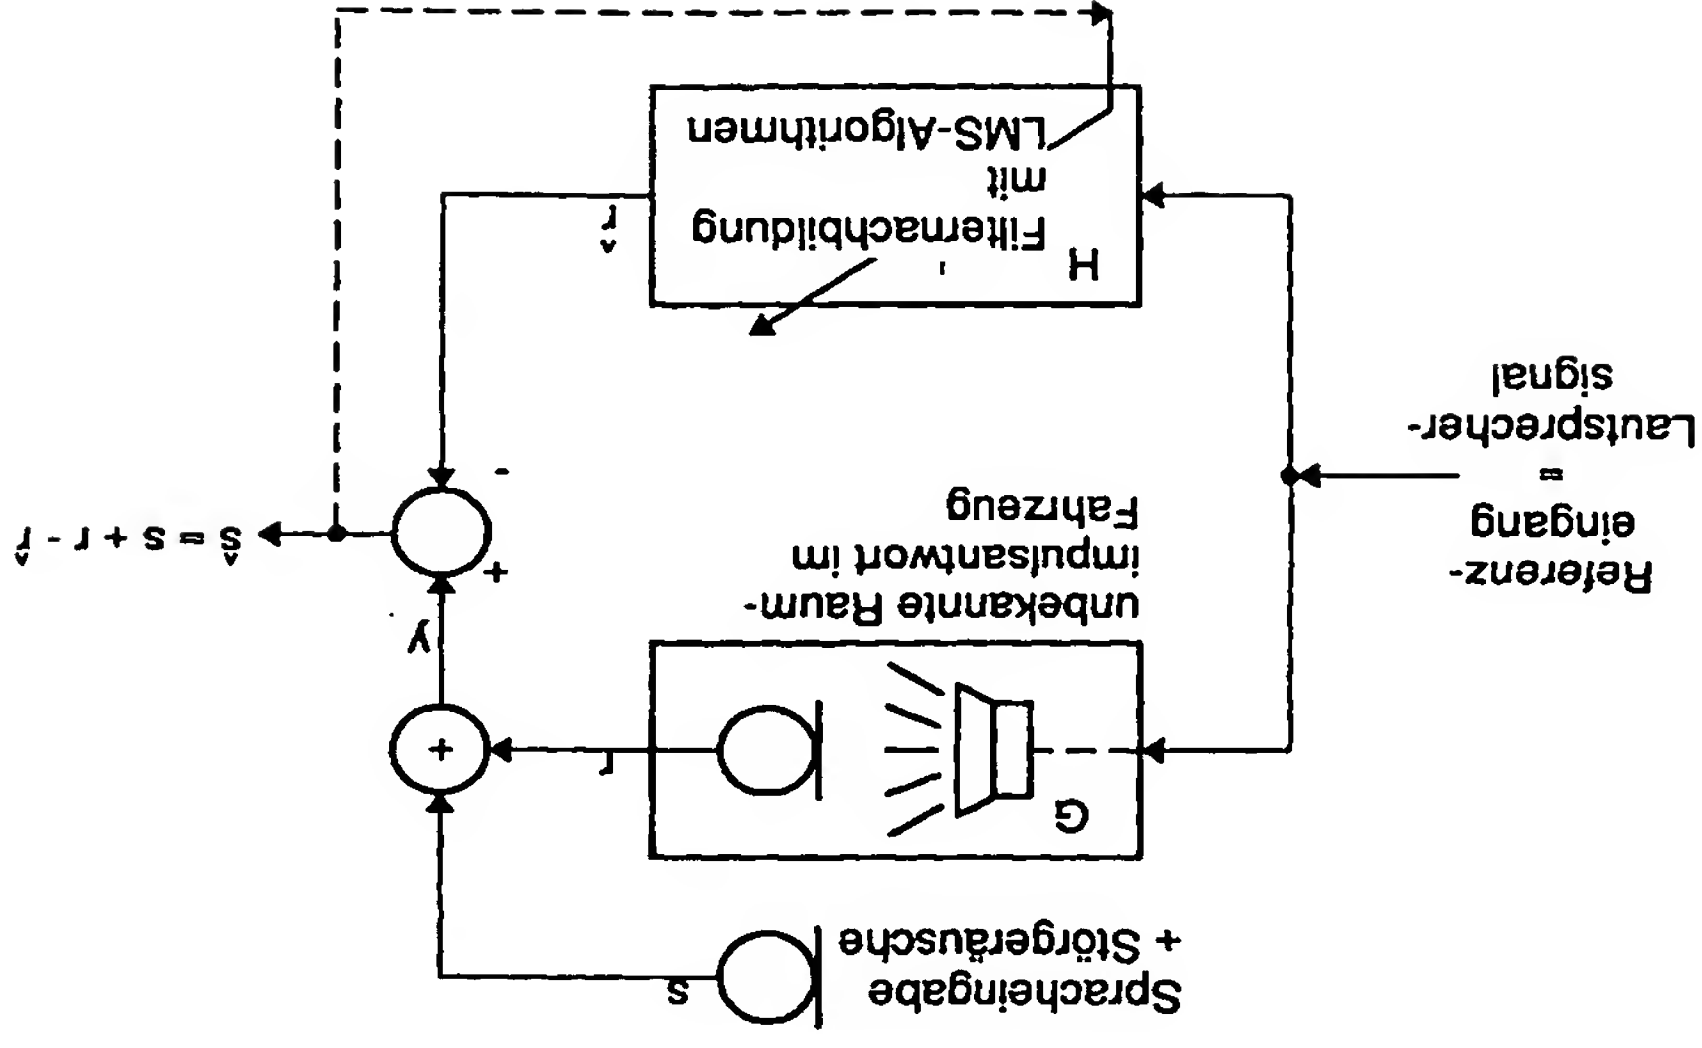 Spracheingabe
+ Störgeräusche
s
G
r
+
y
unbekannte Raum-
impulsantwort im
Fahrzeug
Referenz-
eingang
=
Lautsprecher-
signal
+
-
ŝ = s + r - r̂
H
Filternachbildung
mit
LMS-Algorithmen
r̂